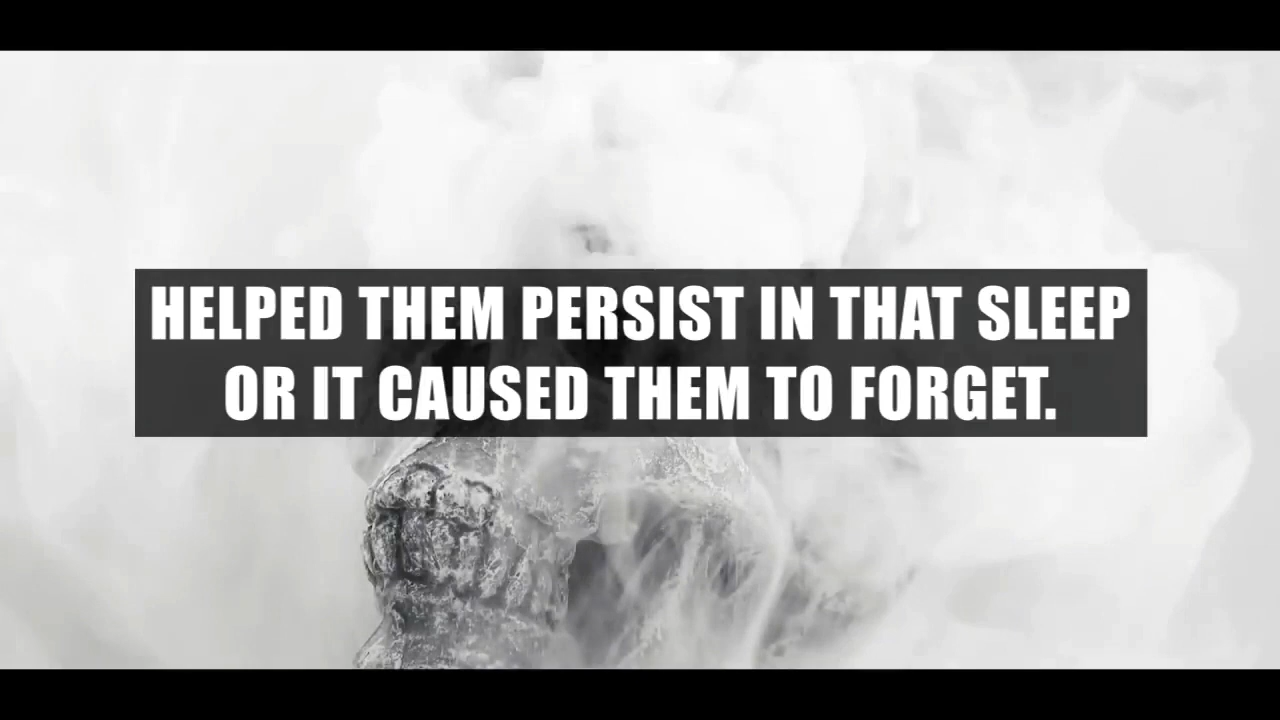 HELPED THEM PERSIST IN THAT SLEEP
OR IT CAUSED THEM TO FORGET.